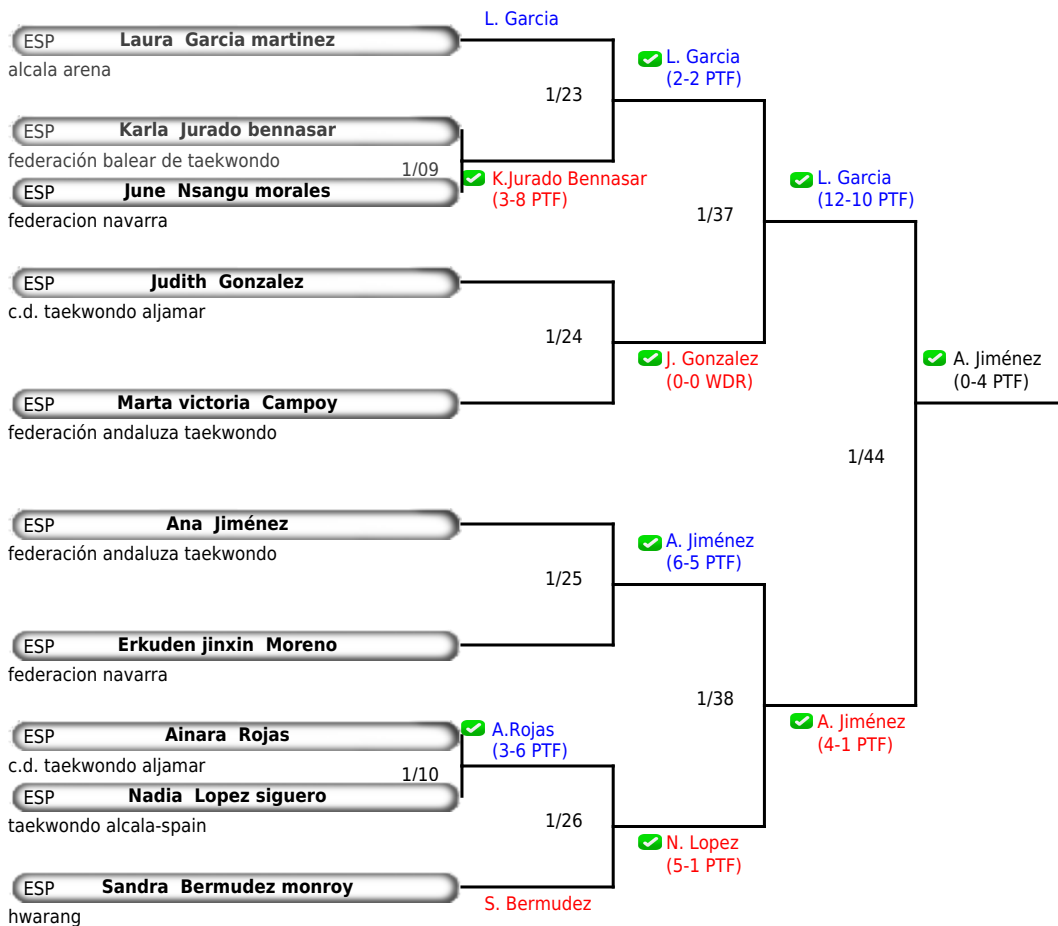 L. Garcia
ESP Laura Garcia martinez
alcala arena
L. Garcia
(2-2 PTF)
1/23
ESP Karla Jurado bennasar
federación balear de taekwondo
1/09
K.Jurado Bennasar
(3-8 PTF)
ESP June Nsangu morales
federacion navarra
L. Garcia
(12-10 PTF)
1/37
ESP Judith Gonzalez
c.d. taekwondo aljamar
1/24
J. Gonzalez
(0-0 WDR)
A. Jiménez
(0-4 PTF)
ESP Marta victoria Campoy
federación andaluza taekwondo
1/44
ESP Ana Jiménez
federación andaluza taekwondo
A. Jiménez
(6-5 PTF)
1/25
ESP Erkuden jinxin Moreno
federacion navarra
1/38
A. Jiménez
(4-1 PTF)
ESP Ainara Rojas
c.d. taekwondo aljamar
A.Rojas
(3-6 PTF)
1/10
ESP Nadia Lopez siguero
taekwondo alcala-spain
1/26
N. Lopez
(5-1 PTF)
ESP Sandra Bermudez monroy
hwarang
S. Bermudez